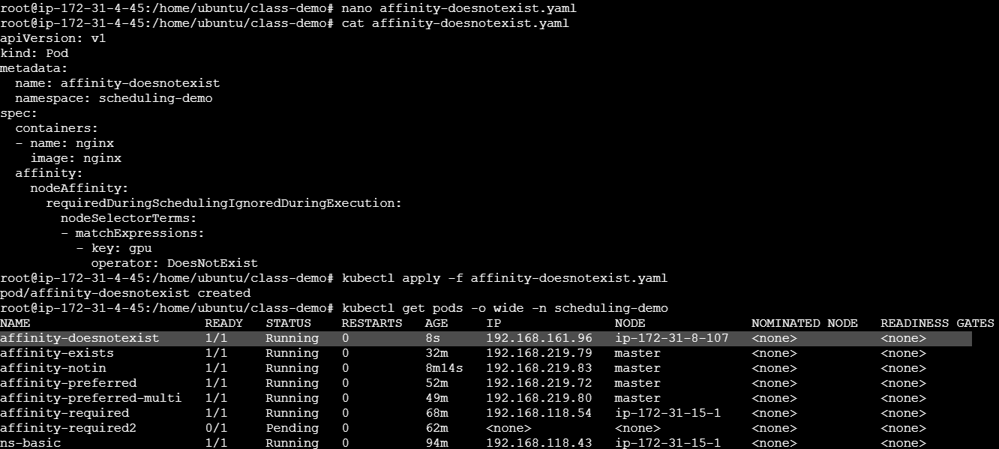 root@ip-172-31-4-45:/home/ubuntu/class-demo# nano affinity-doesnotexist.yaml
root@ip-172-31-4-45:/home/ubuntu/class-demo# cat affinity-doesnotexist.yaml
apiVersion: v1
kind: Pod
metadata:
  name: affinity-doesnotexist
  namespace: scheduling-demo
spec:
  containers:
  - name: nginx
    image: nginx
  affinity:
    nodeAffinity:
      requiredDuringSchedulingIgnoredDuringExecution:
        nodeSelectorTerms:
        - matchExpressions:
          - key: gpu
            operator: DoesNotExist
root@ip-172-31-4-45:/home/ubuntu/class-demo# kubectl apply -f affinity-doesnotexist.yaml
pod/affinity-doesnotexist created
root@ip-172-31-4-45:/home/ubuntu/class-demo# kubectl get pods -o wide -n scheduling-demo
NAME                       READY   STATUS    RESTARTS   AGE     IP               NODE              NOMINATED NODE   READINESS GATES
affinity-doesnotexist      1/1     Running   0          8s      192.168.161.96   ip-172-31-8-107   <none>           <none>
affinity-exists            1/1     Running   0          32m     192.168.219.79   master            <none>           <none>
affinity-notin             1/1     Running   0          8m14s   192.168.219.83   master            <none>           <none>
affinity-preferred         1/1     Running   0          52m     192.168.219.72   master            <none>           <none>
affinity-preferred-multi   1/1     Running   0          49m     192.168.219.80   master            <none>           <none>
affinity-required          1/1     Running   0          68m     192.168.118.54   ip-172-31-15-1    <none>           <none>
affinity-required2         0/1     Pending   0          62m     <none>           <none>            <none>           <none>
ns-basic                   1/1     Running   0          94m     192.168.118.43   ip-172-31-15-1    <none>           <none>